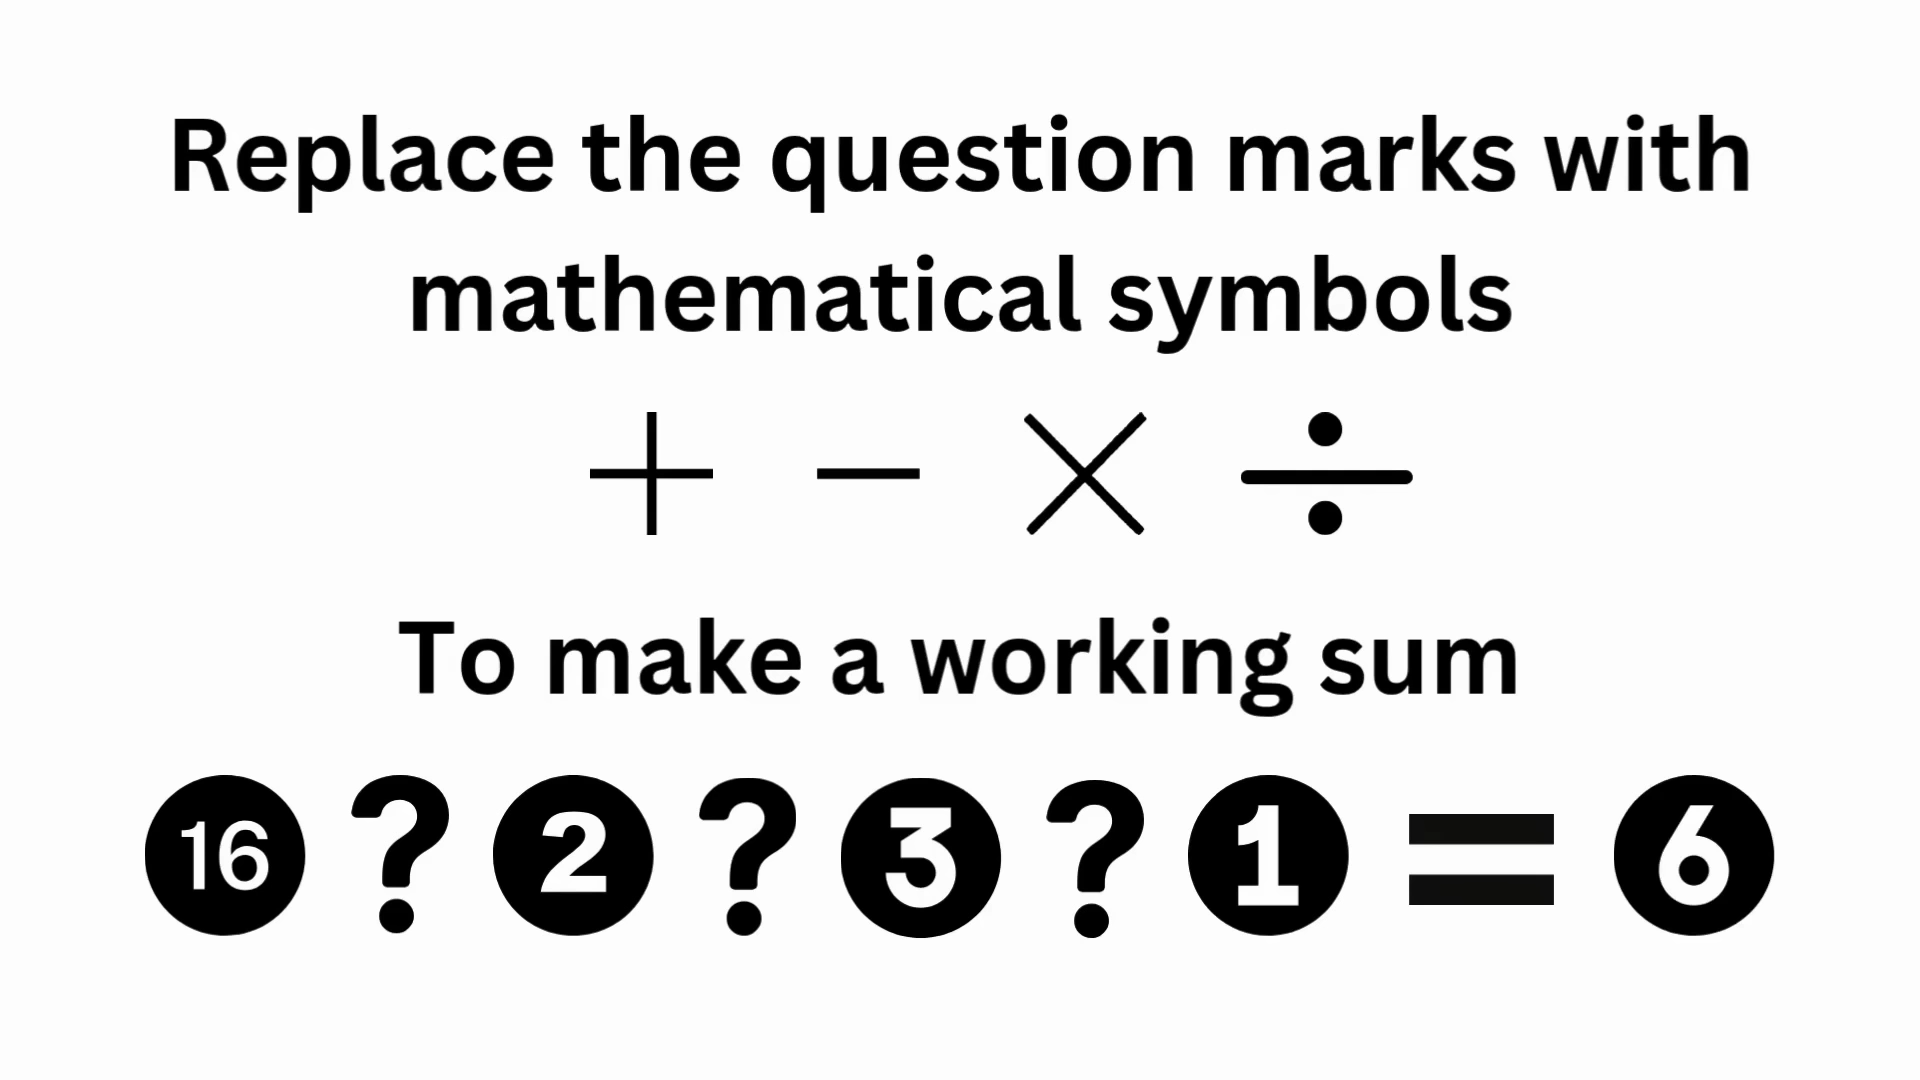 Replace the question marks with
mathematical symbols
+ − × ÷
To make a working sum
16 ? 2 ? 3 ? 1 = 6